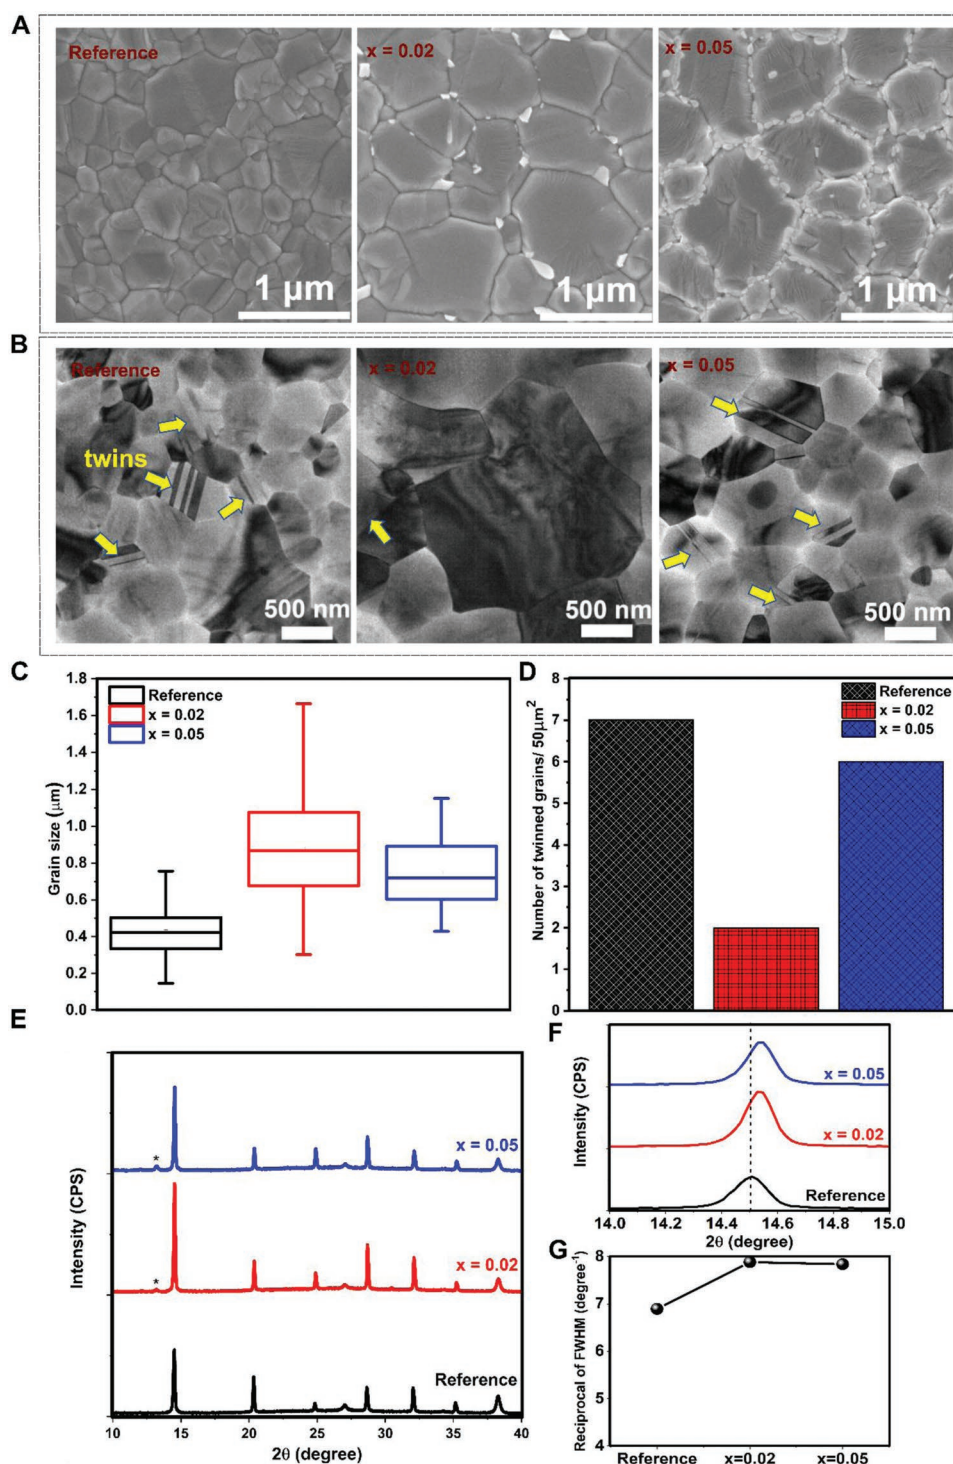 A
Reference
x = 0.02
x = 0.05
1 µm
1 µm
1 µm
B
Reference
x = 0.02
x = 0.05
twins
500 nm
500 nm
500 nm
C
1.8
1.6
1.4
1.2
1.0
0.8
0.6
0.4
0.2
0.0
Grain size (µm)
Reference
x = 0.02
x = 0.05
D
8
7
6
5
4
3
2
1
0
Number of twinned grains/ 50µm²
Reference
x = 0.02
x = 0.05
E
Intensity (CPS)
*
x = 0.05
*
x = 0.02
Reference
10 15 20 25 30 35 40
2θ (degree)
F
Intensity (CPS)
x = 0.05
x = 0.02
Reference
14.0 14.2 14.4 14.6 14.8 15.0
2θ (degree)
G
8
7
6
5
4
Reciprocal of FWHM (degree⁻¹)
Reference x=0.02 x=0.05